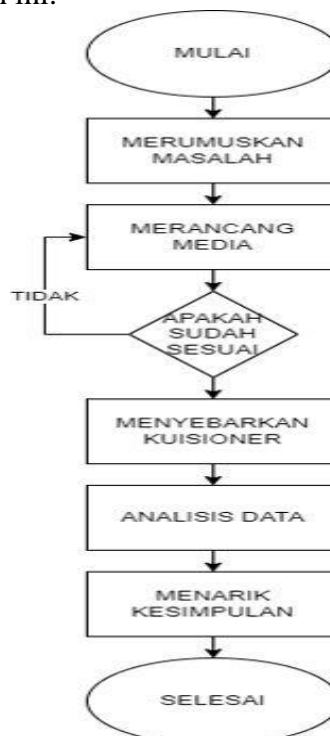 MULAI
MERUMUSKAN
MASALAH
MERANCANG
MEDIA
TIDAK
APAKAH
SUDAH
SESUAI
MENYEBARKAN
KUISIONER
ANALISIS DATA
MENARIK
KESIMPULAN
SELESAI